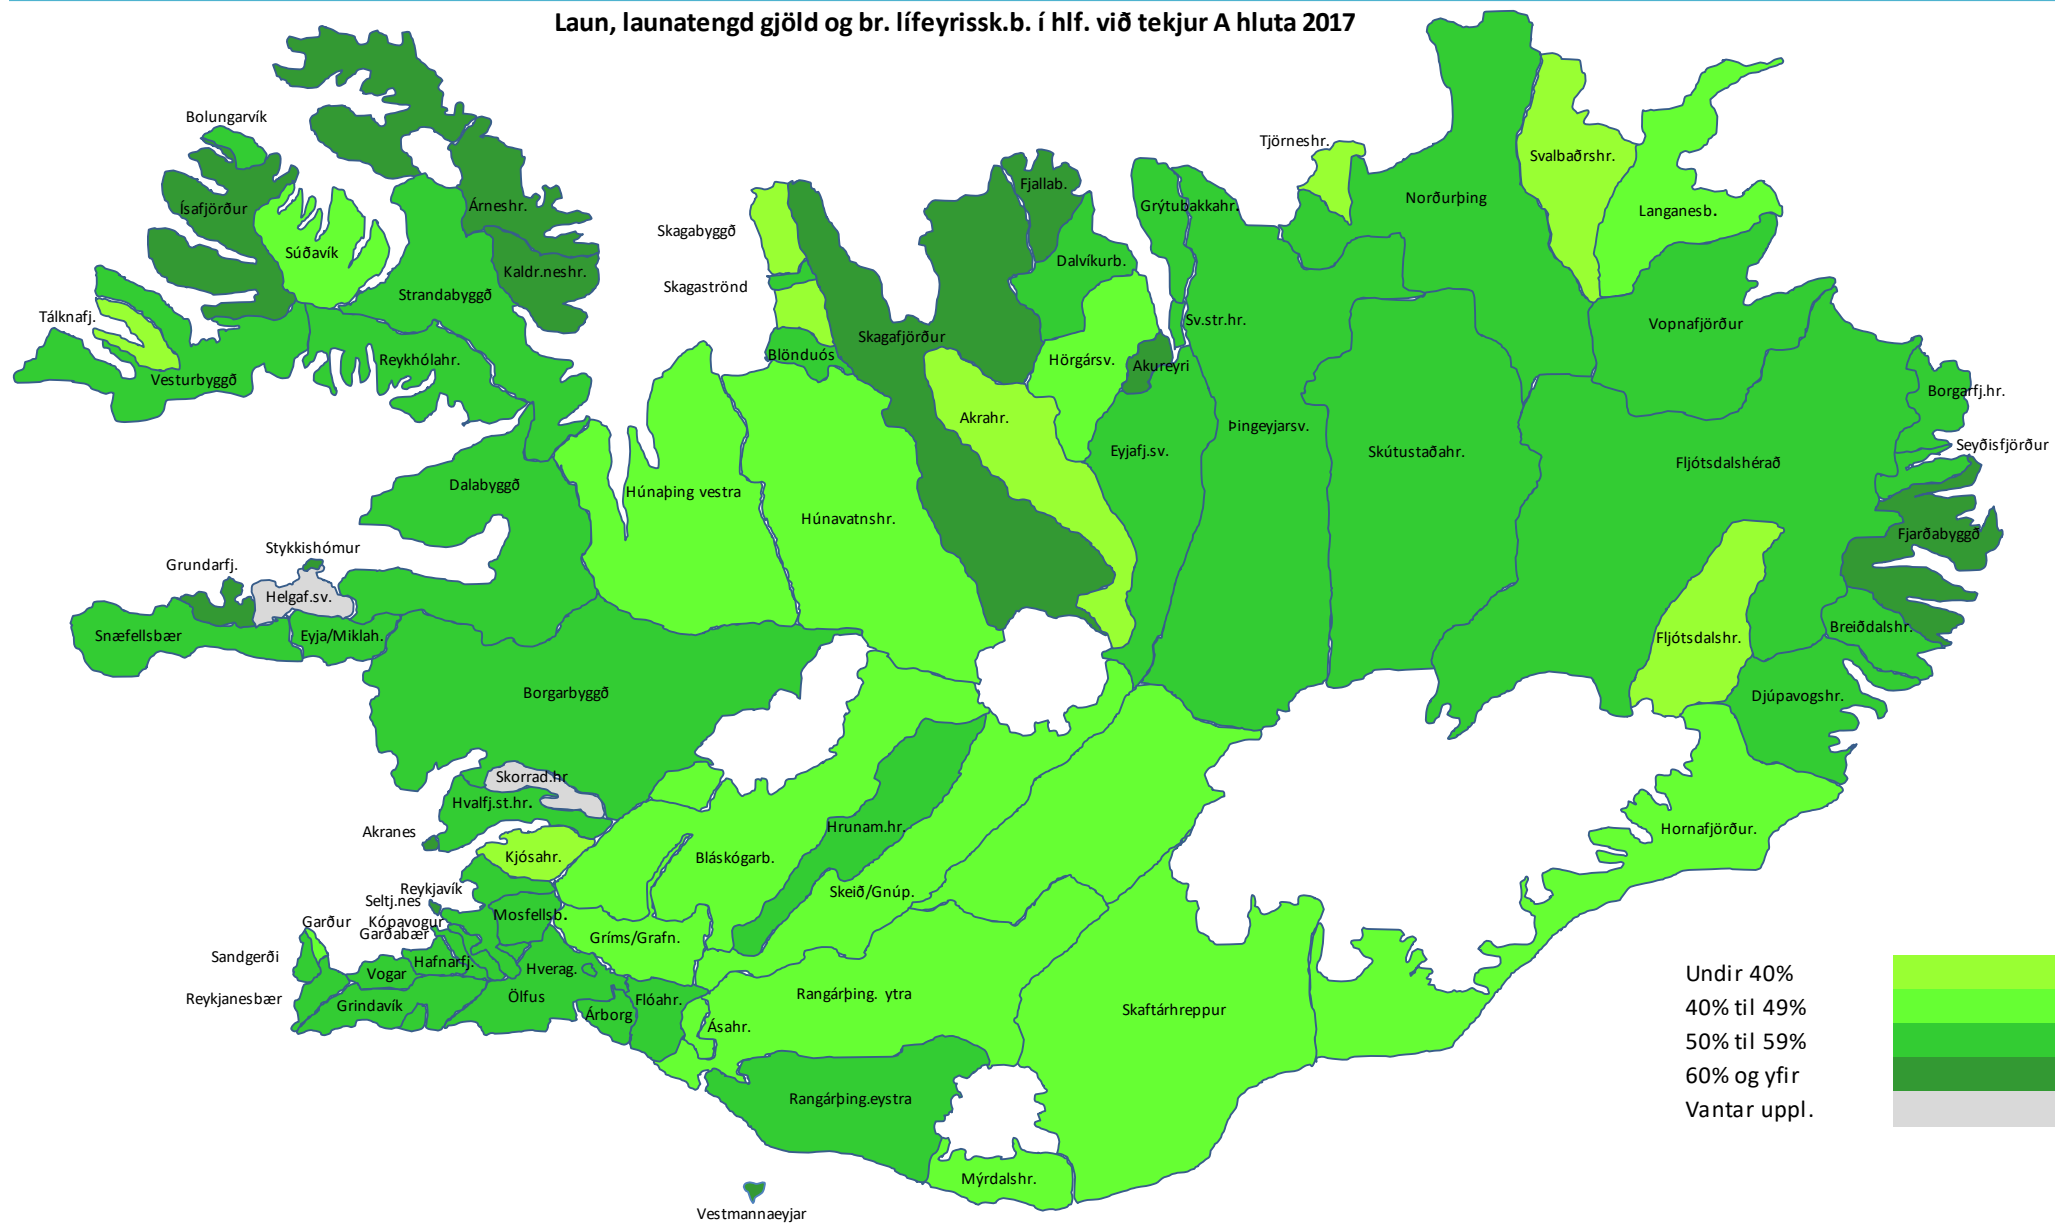 Laun, launatengd gjöld og br. lífeyrissk.b. í hlf. við tekjur A hluta 2017
Bolungarvík
Tjörneshr.
Svalbaðrshr.
Fjallab.
Norðurþing
Langanesb.
Ísafjörður
Árneshr.
Grýtubakkahr.
Skagabyggð
Súðavík
Dalvíkurb.
Kaldr.neshr.
Skagaströnd
Strandabyggð
Tálknafj.
Sv.str.hr.
Vopnafjörður
Skagafjörður
Blönduós
Reykhólahr.
Hörgársv.
Akureyri
Vesturbyggð
Borgarfj.hr.
Akrahr.
Þingeyjarsv.
Seyðisfjörður
Eyjafj.sv.
Skútustaðahr.
Fljótsdalshérað
Dalabyggð
Húnaþing vestra
Húnavatnshr.
Fjarðabyggð
Stykkishómur
Grundarfj.
Helgaf.sv.
Snæfellsbær
Eyja/Miklah.
Breiðdalshr.
Fljótsdalshr.
Borgarbyggð
Djúpavogshr.
Skorrad.hr
Hvalfj.st.hr.
Akranes
Hrunam.hr.
Hornafjörður.
Kjósahr.
Bláskógarb.
Reykjavík
Skeið/Gnúp.
Seltj.nes
Mosfellsb.
Garður
Kópavogur
Garðabær
Gríms/Grafn.
Sandgerði
Hafnarfj.
Vogar
Hverag.
Reykjanesbær
Grindavík
Ölfus
Flóahr.
Rangárþing. ytra
Árborg
Ásahr.
Skaftárhreppur
Undir 40%
40% til 49%
50% til 59%
60% og yfir
Vantar uppl.
Rangárþing.eystra
Mýrdalshr.
Vestmannaeyjar